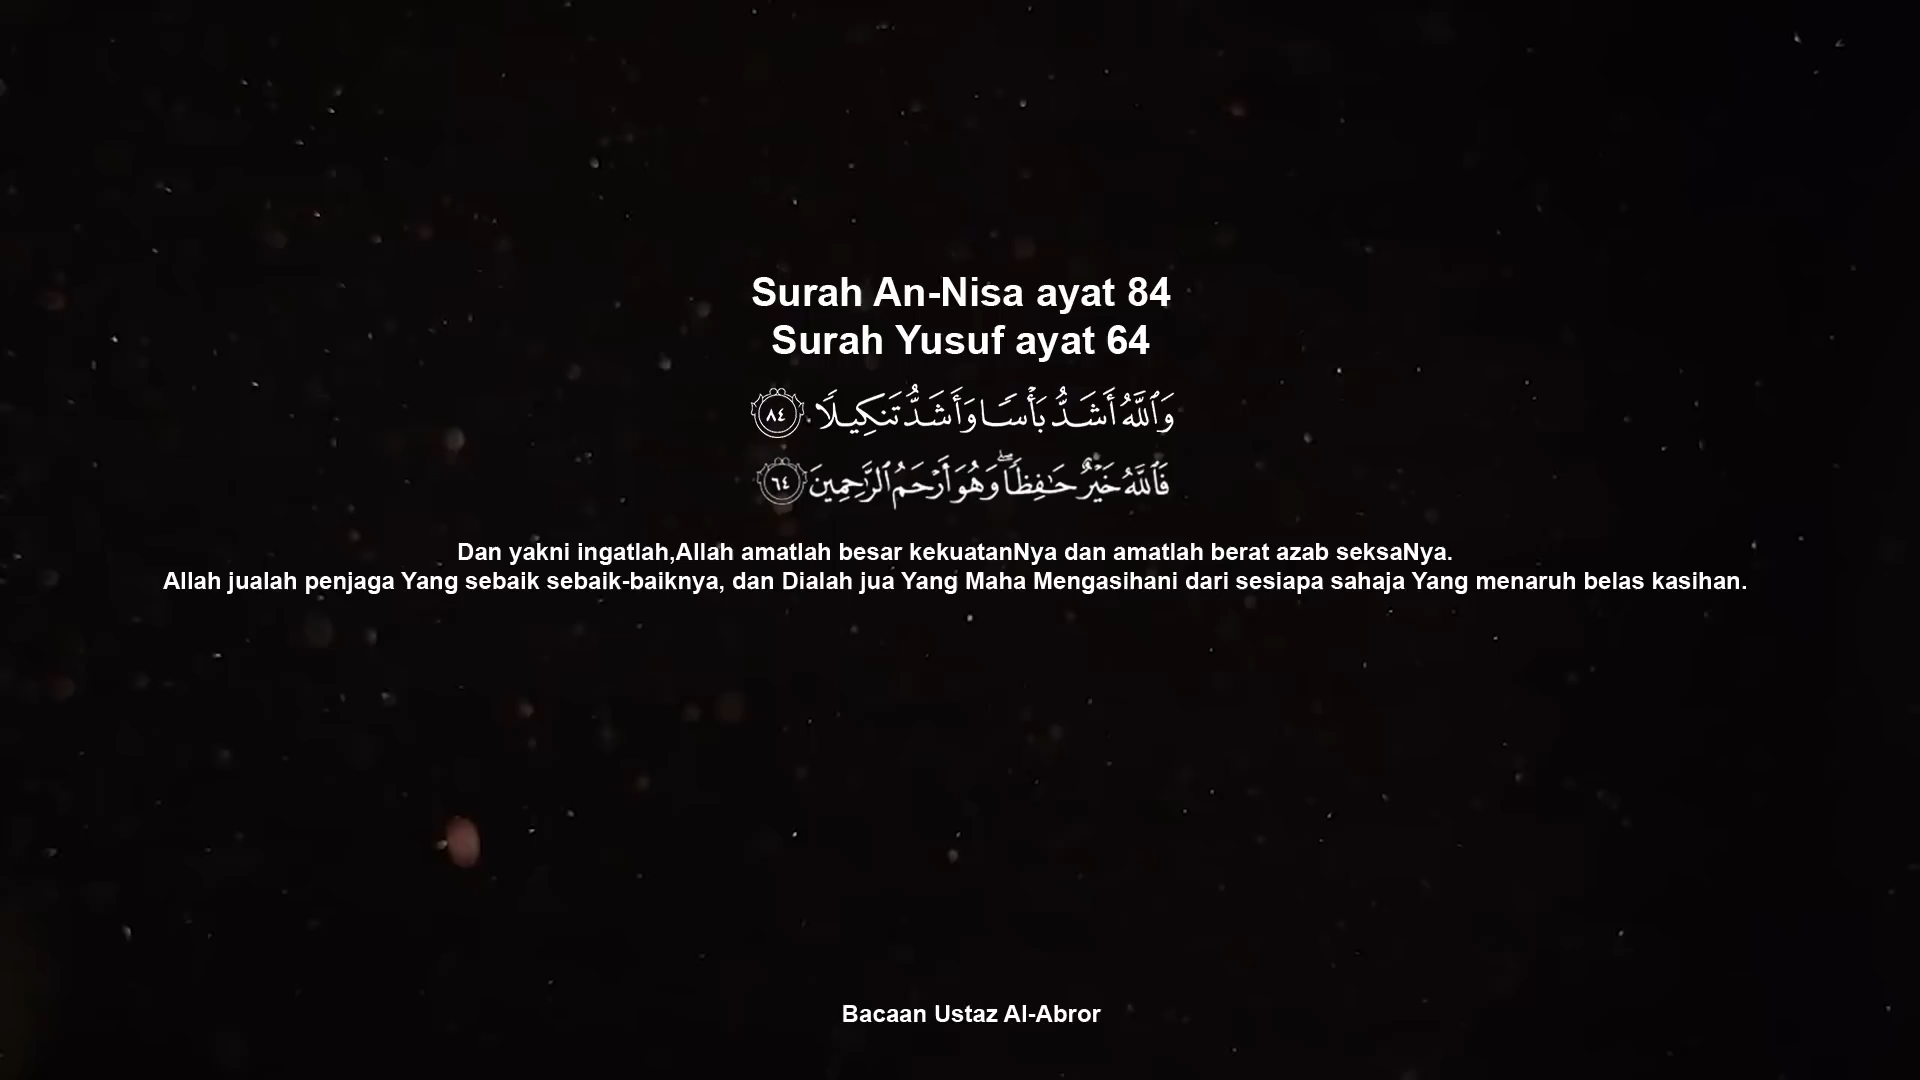 Surah An-Nisa ayat 84
Surah Yusuf ayat 64
وَٱللَّهُ أَشَدُّ بَأْسًا وَأَشَدُّ تَنكِيلًا ٨٤
فَٱللَّهُ خَيْرٌ حَـٰفِظًا ۖ وَهُوَ أَرْحَمُ ٱلرَّٰحِمِينَ ٦٤
Dan yakni ingatlah,Allah amatlah besar kekuatanNya dan amatlah berat azab seksaNya.
Allah jualah penjaga Yang sebaik sebaik-baiknya, dan Dialah jua Yang Maha Mengasihani dari sesiapa sahaja Yang menaruh belas kasihan.
Bacaan Ustaz Al-Abror